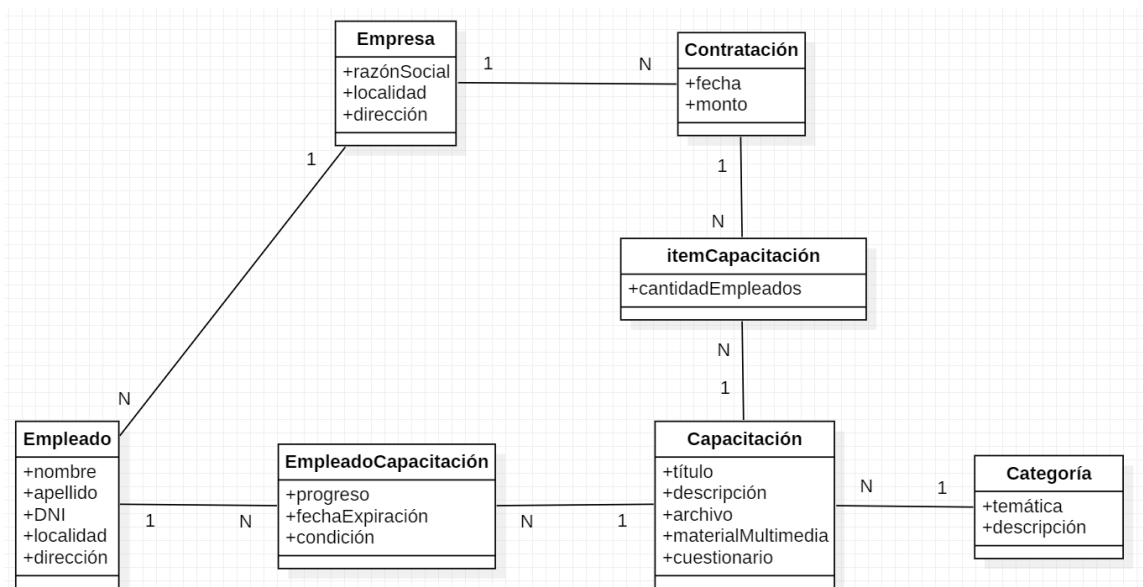 Empresa
+razónSocial
+localidad
+dirección
1
N
Contratación
+fecha
+monto
1
1
N
itemCapacitación
+cantidadEmpleados
N
1
N
Empleado
+nombre
+apellido
+DNI
+localidad
+dirección
1
N
EmpleadoCapacitación
+progreso
+fechaExpiración
+condición
N
1
Capacitación
+título
+descripción
+archivo
+materialMultimedia
+cuestionario
N
1
Categoría
+temática
+descripción